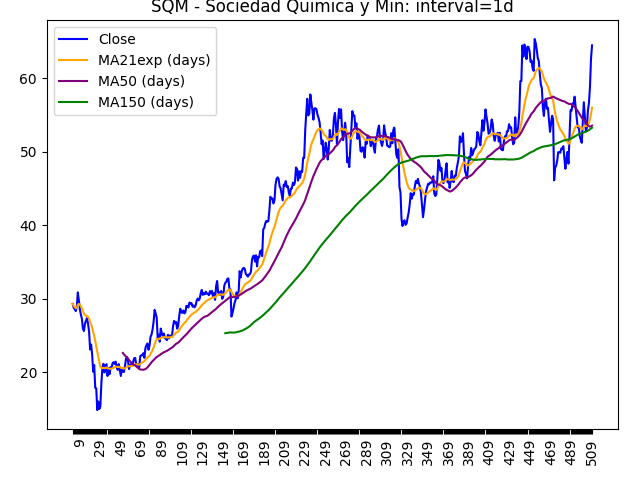 SQM - Sociedad Quimica y Min: interval=1d
Close
MA21exp (days)
MA50 (days)
MA150 (days)
60
50
40
30
20
9 29 49 69 89 109 129 149 169 189 209 229 249 269 289 309 329 349 369 389 409 429 449 469 489 509